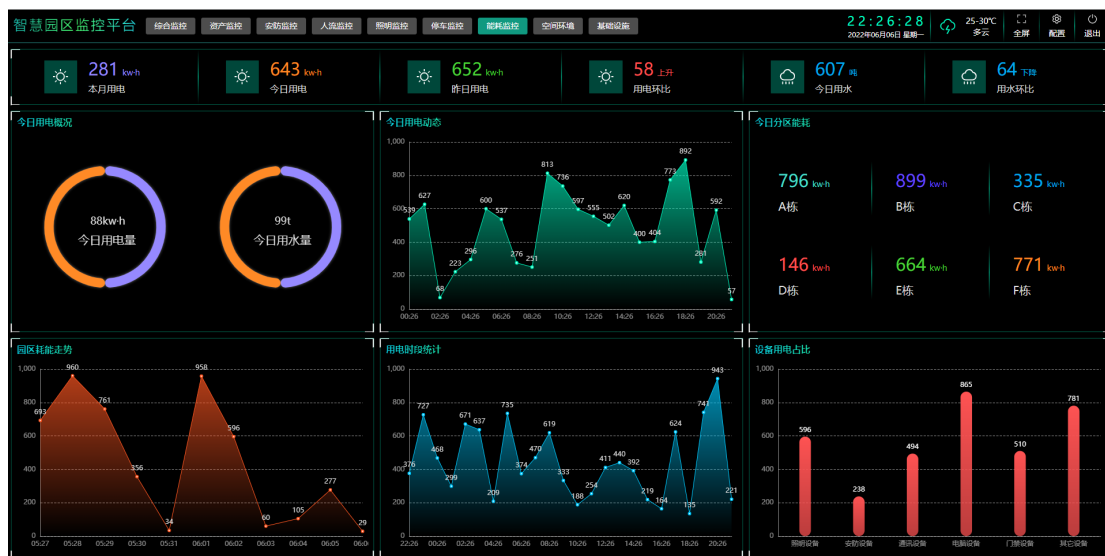 智慧园区监控平台 综合监控 资产监控 安防监控 人流监控 照明监控 停车监控 能耗监控 空间环境 基础设施 22:26:28 25-30℃ 全屏 配置 退出
2022年06月06日 星期一 多云
281 kw·h 643 kw·h 652 kw·h 58 上升 607 吨 64 下降
本月用电 今日用电 昨日用电 用电环比 今日用水 用水环比
今日用电概况
88kw·h
今日用电量
99t
今日用水量
今日用电动态
1,000
800
600
400
200
0
539 627 68 223 296 600 537 276 251 813 736 597 555 502 620 400 404 773 892 281 592 57
00:26 02:26 04:26 06:26 08:26 10:26 12:26 14:26 16:26 18:26 20:26
今日分区能耗
796 kw·h 899 kw·h 335 kw·h
A栋 B栋 C栋
146 kw·h 664 kw·h 771 kw·h
D栋 E栋 F栋
园区耗能走势
1,000
800
600
400
200
0
693 960 761 356 34 958 596 60 105 277 29
05:27 05:28 05:29 05:30 05:31 06:01 06:02 06:03 06:04 06:05
用电时段统计
1,000
800
600
400
200
0
376 727 468 299 671 637 209 735 374 470 619 333 188 254 411 440 392 219 164 624 135 741 943 221
22:26 00:26 02:26 04:26 06:26 08:26 10:26 12:26 14:26 16:26 18:26 20:26
设备用电占比
1,000
800
600
400
200
0
596 238 494 865 510 781
照明设备 安防设备 通讯设备 电脑设备 门禁设备 其它设备